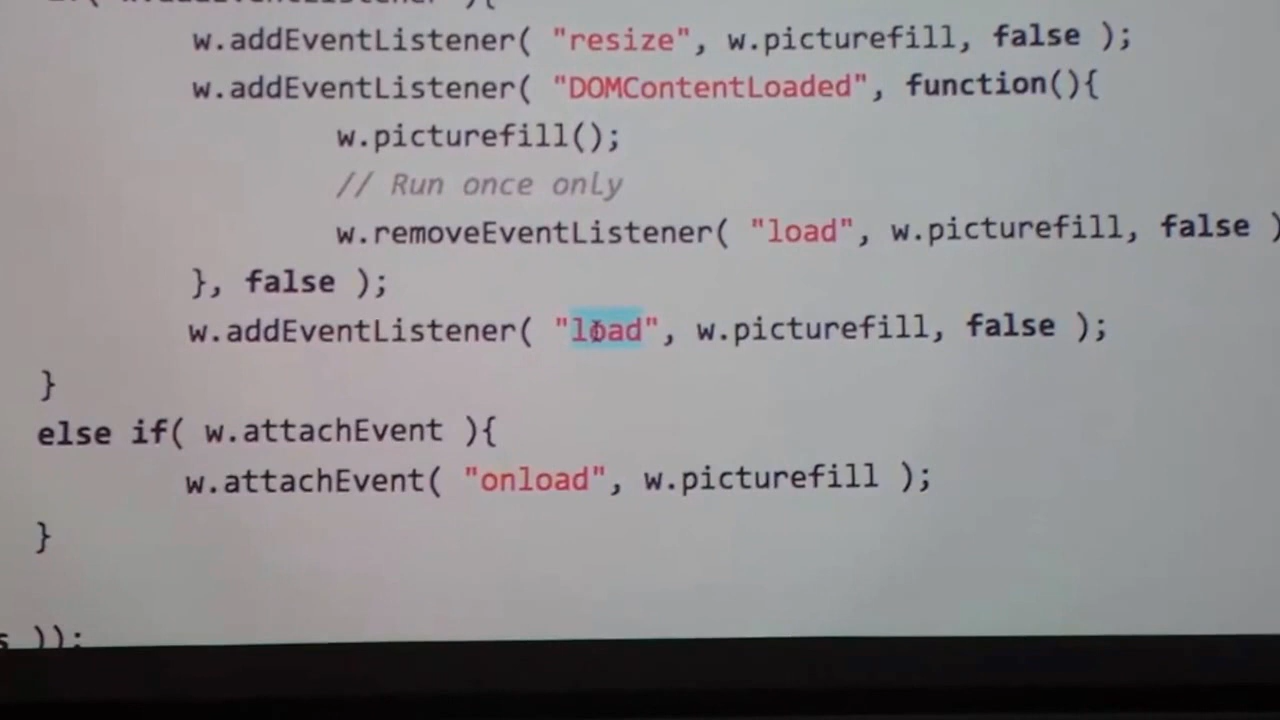 w.addEventListener( "resize", w.picturefill, false );
w.addEventListener( "DOMContentLoaded", function(){
w.picturefill();
// Run once only
w.removeEventListener( "load", w.picturefill, false )
}, false );
w.addEventListener( "load", w.picturefill, false );
}
else if( w.attachEvent ){
w.attachEvent( "onload", w.picturefill );
}
s ));